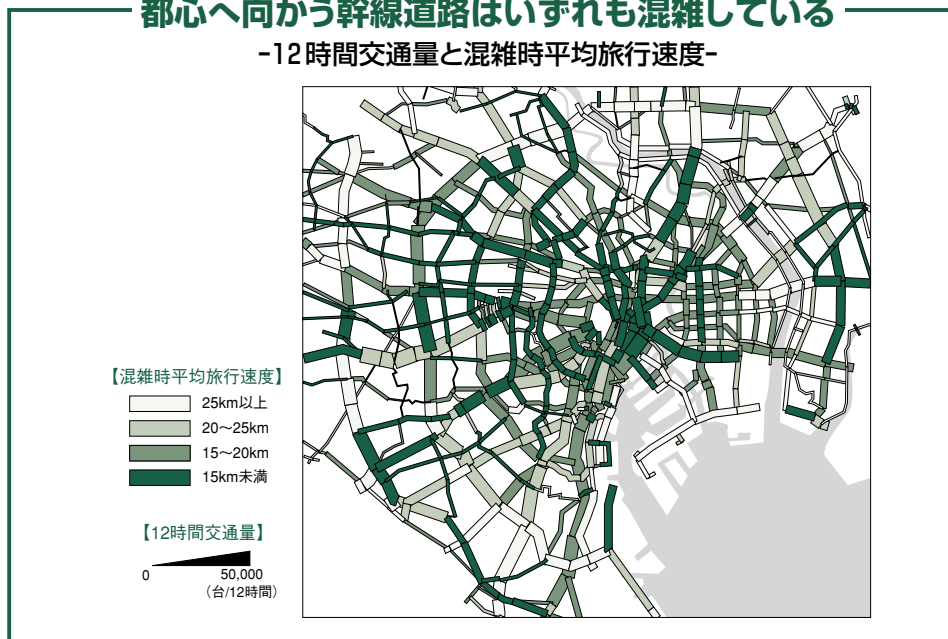 都心へ向かう幹線道路はいずれも混雑している
-12時間交通量と混雑時平均旅行速度-
【混雑時平均旅行速度】
25km以上
20〜25km
15〜20km
15km未満
【12時間交通量】
0 50,000
（台/12時間）